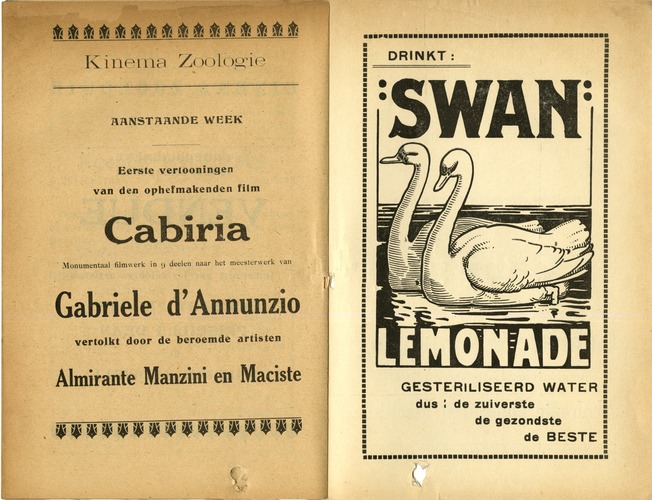 Kinema Zoologie
AANSTAANDE WEEK
Eerste vertooningen
van den ophefmakenden film
Cabiria
Monumentaal filmwerk in 9 deelen naar het meesterwerk van
Gabriele d'Annunzio
vertolkt door de beroemde artisten
Almirante Manzini en Maciste
DRINKT :
:SWAN:
LEMONADE
GESTERILISEERD WATER
dus : de zuiverste
de gezondste
de BESTE